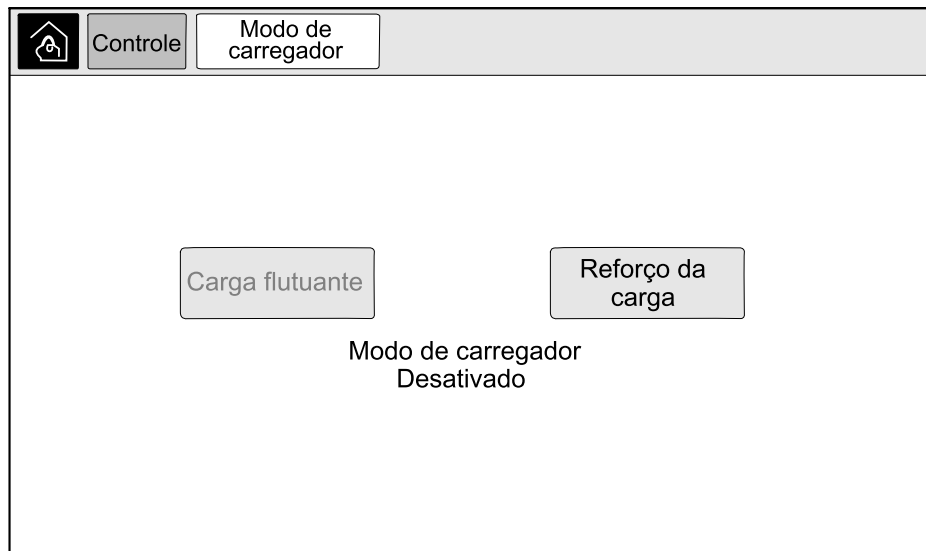 Controle
Modo de
carregador
Carga flutuante
Reforço da
carga
Modo de carregador
Desativado